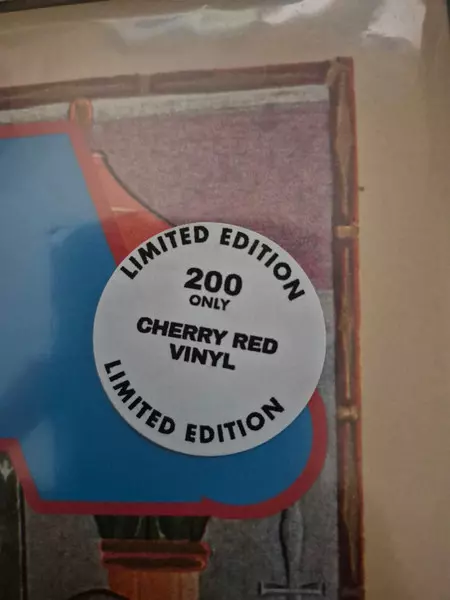 LIMITED EDITION
200
ONLY
CHERRY RED
VINYL
LIMITED EDITION